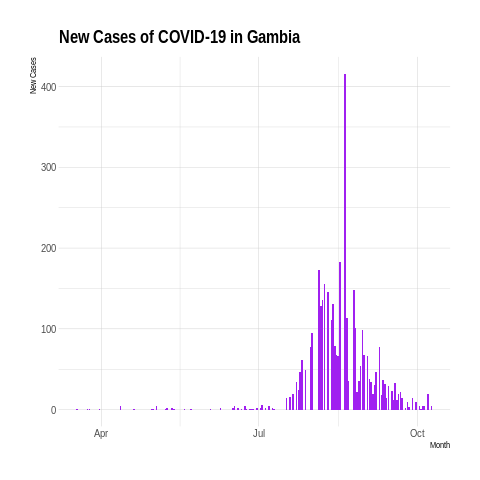 New Cases of COVID-19 in Gambia
New Cases
400
300
200
100
0
Apr
Jul
Oct
Month